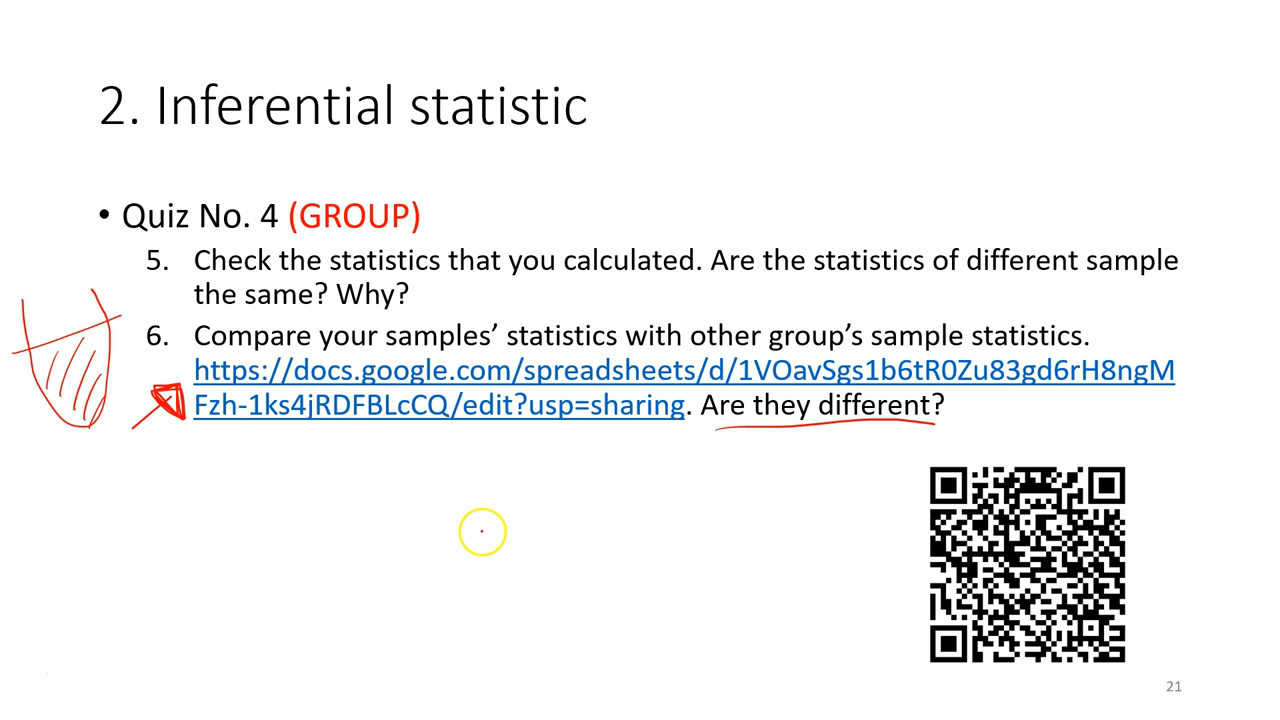 2. Inferential statistic
• Quiz No. 4 (GROUP)
5. Check the statistics that you calculated. Are the statistics of different sample
the same? Why?
6. Compare your samples’ statistics with other group’s sample statistics.
https://docs.google.com/spreadsheets/d/1VOavSgs1b6tR0Zu83gd6rH8ngM
Fzh-1ks4jRDFBLcCQ/edit?usp=sharing. Are they different?
21